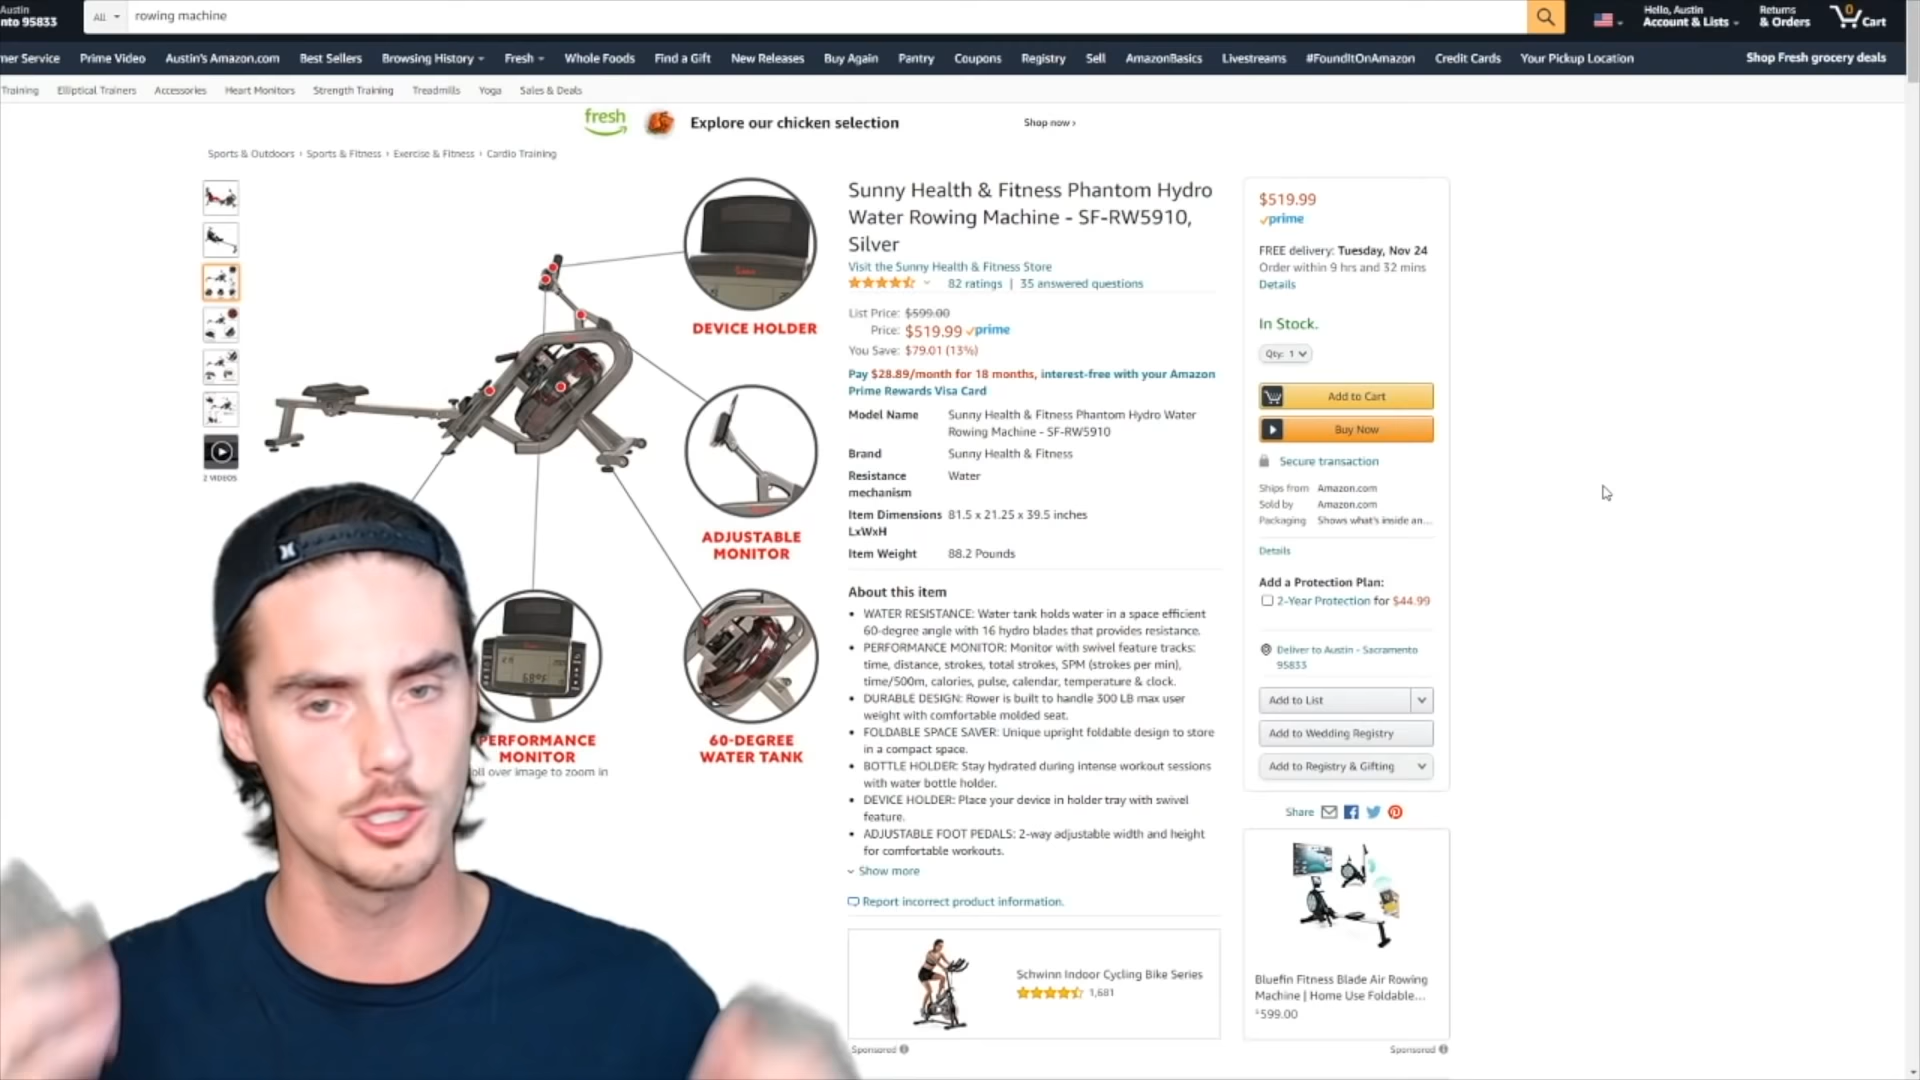 Austin
nto 95833
All
rowing machine
Hello, Austin
Account & Lists
Returns
& Orders
0
Cart
mer Service Prime Video Austin's Amazon.com Best Sellers Browsing History Fresh Whole Foods Find a Gift New Releases Buy Again Pantry Coupons Registry Sell AmazonBasics Livestreams #FoundItOnAmazon Credit Cards Your Pickup Location Shop Fresh grocery deals
Training Elliptical Trainers Accessories Heart Monitors Strength Training Treadmills Yoga Sales & Deals
fresh Explore our chicken selection Shop now ›
Sports & Outdoors › Sports & Fitness › Exercise & Fitness › Cardio Training
2 VIDEOS
DEVICE HOLDER
ADJUSTABLE
MONITOR
PERFORMANCE
MONITOR
oll over image to zoom in
60-DEGREE
WATER TANK
Sunny Health & Fitness Phantom Hydro
Water Rowing Machine - SF-RW5910,
Silver
Visit the Sunny Health & Fitness Store
82 ratings | 35 answered questions
List Price: $599.00
Price: $519.99 prime
You Save: $79.01 (13%)
Pay $28.89/month for 18 months, interest-free with your Amazon
Prime Rewards Visa Card
Model Name Sunny Health & Fitness Phantom Hydro Water
Rowing Machine - SF-RW5910
Brand Sunny Health & Fitness
Resistance Water
mechanism
Item Dimensions 81.5 x 21.25 x 39.5 inches
LxWxH
Item Weight 88.2 Pounds
About this item
• WATER RESISTANCE: Water tank holds water in a space efficient
60-degree angle with 16 hydro blades that provides resistance.
• PERFORMANCE MONITOR: Monitor with swivel feature tracks:
time, distance, strokes, total strokes, SPM (strokes per min),
time/500m, calories, pulse, calendar, temperature & clock.
• DURABLE DESIGN: Rower is built to handle 300 LB max user
weight with comfortable molded seat.
• FOLDABLE SPACE SAVER: Unique upright foldable design to store
in a compact space.
• BOTTLE HOLDER: Stay hydrated during intense workout sessions
with water bottle holder.
• DEVICE HOLDER: Place your device in holder tray with swivel
feature.
• ADJUSTABLE FOOT PEDALS: 2-way adjustable width and height
for comfortable workouts.
Show more
Report incorrect product information.
Schwinn Indoor Cycling Bike Series
1,681
Sponsored
$519.99
prime
FREE delivery: Tuesday, Nov 24
Order within 9 hrs and 32 mins
Details
In Stock.
Qty: 1
Add to Cart
Buy Now
Secure transaction
Ships from Amazon.com
Sold by Amazon.com
Packaging Shows what's inside an...
Details
Add a Protection Plan:
2-Year Protection for $44.99
Deliver to Austin - Sacramento
95833
Add to List
Add to Wedding Registry
Add to Registry & Gifting
Share
Bluefin Fitness Blade Air Rowing
Machine | Home Use Foldable...
$599.00
Sponsored